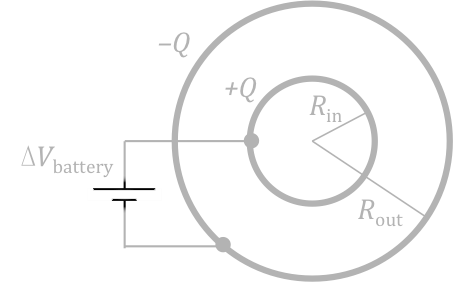 –Q
+Q
R_in
ΔV_battery
R_out